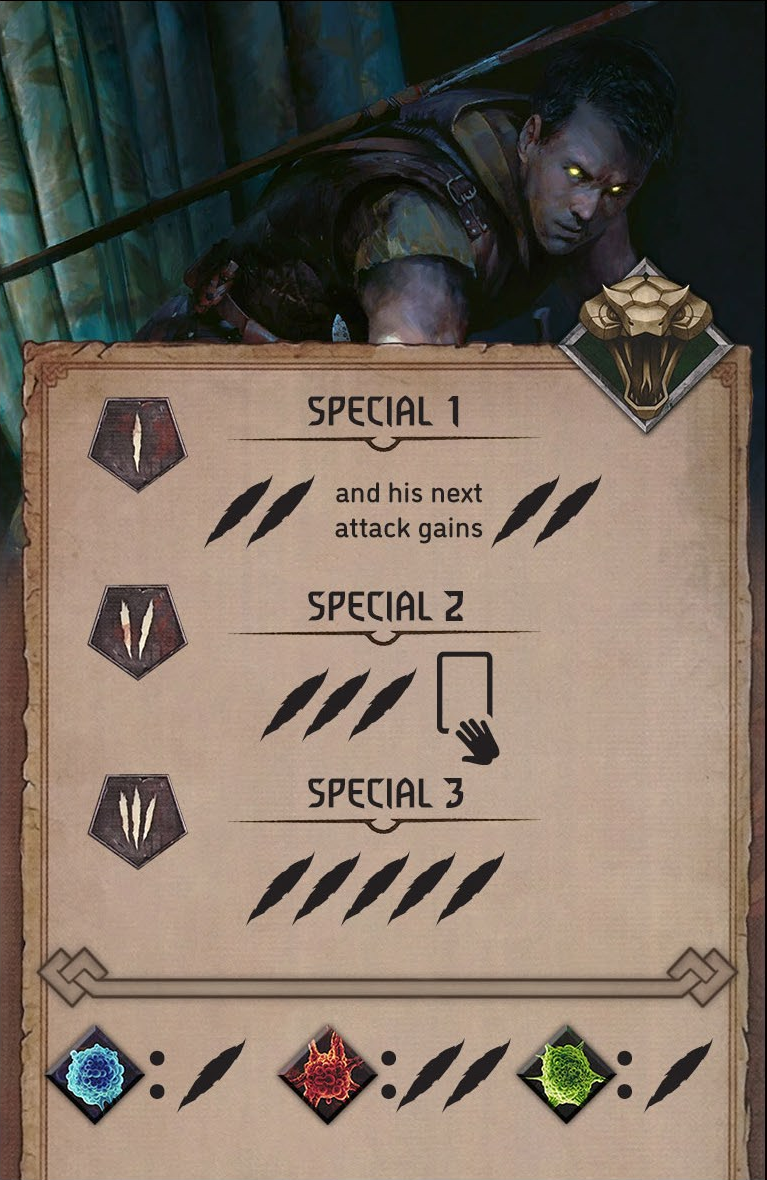 SPECIAL 1
and his next
attack gains
SPECIAL 2
SPECIAL 3
: : :